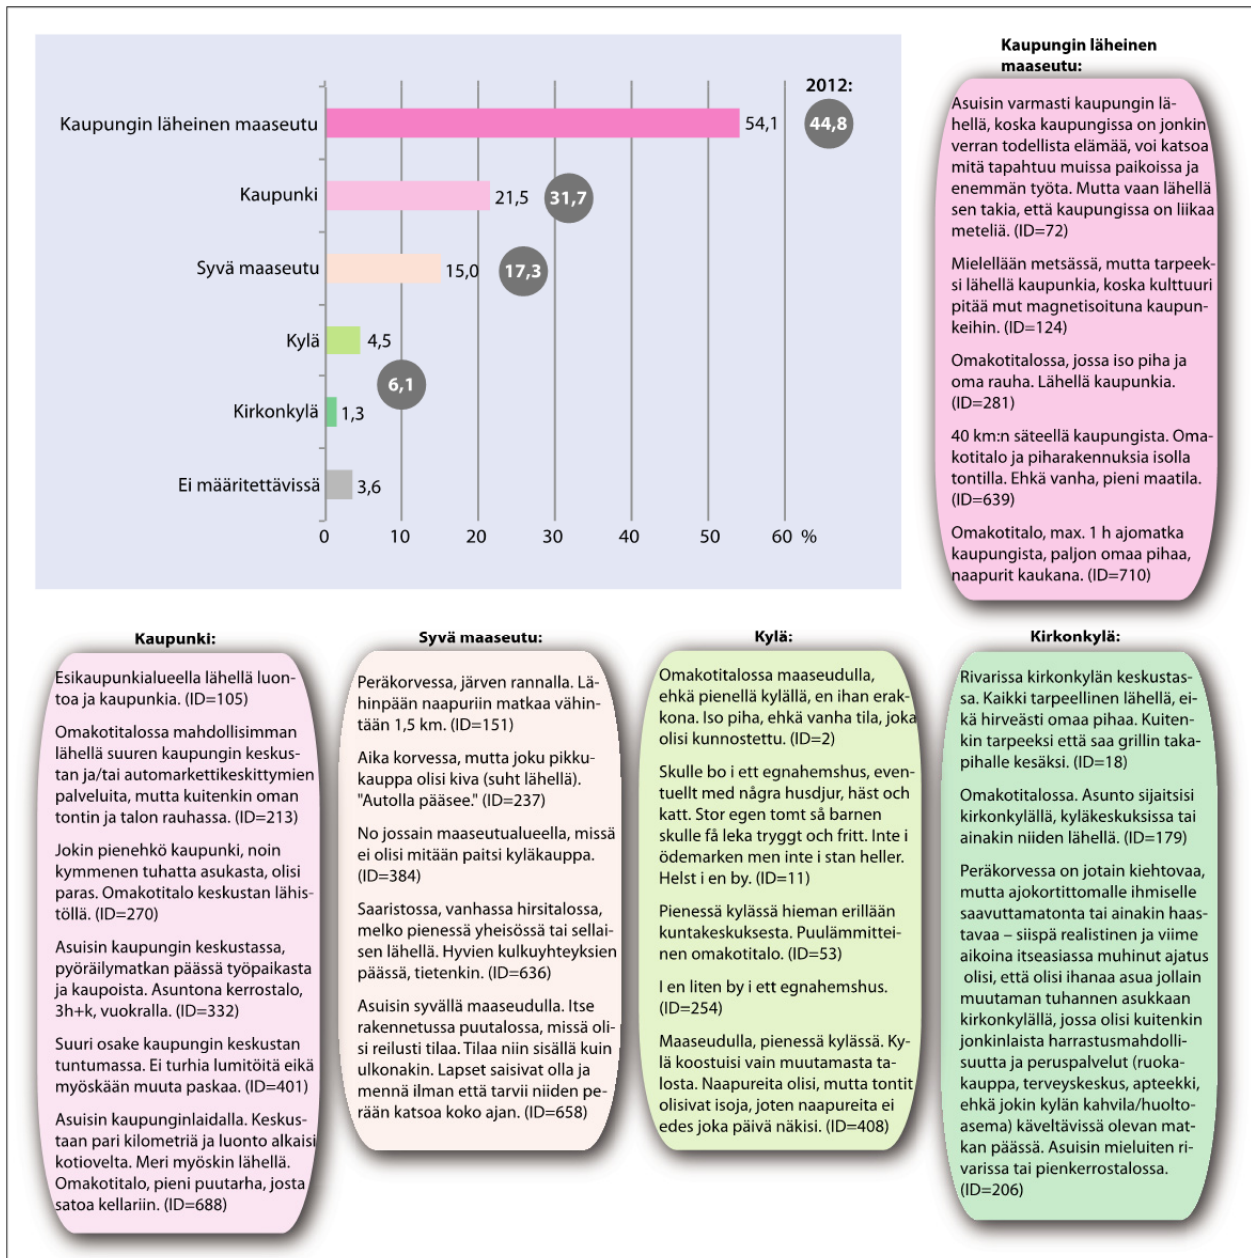 2012:
Kaupungin läheinen maaseutu 54,1 44,8
Kaupunki 21,5 31,7
Syvä maaseutu 15,0 17,3
Kylä 4,5
6,1
Kirkonkylä 1,3
Ei määritettävissä 3,6
0 10 20 30 40 50 60 %
Kaupungin läheinen
maaseutu:
Asuisin varmasti kaupungin lä-
hellä, koska kaupungissa on jonkin
verran todellista elämää, voi katsoa
mitä tapahtuu muissa paikoissa ja
enemmän työta. Mutta vaan lähellä
sen takia, että kaupungissa on liikaa
meteliä. (ID=72)
Mielellään metsässä, mutta tarpeek-
si lähellä kaupunkia, koska kulttuuri
pitää mut magnetisoituna kaupun-
keihin. (ID=124)
Omakotitalossa, jossa iso piha ja
oma rauha. Lähellä kaupunkia.
(ID=281)
40 km:n säteellä kaupungista. Oma-
kotitalo ja piharakennuksia isolla
tontilla. Ehkä vanha, pieni maatila.
(ID=639)
Omakotitalo, max. 1 h ajomatka
kaupungista, paljon omaa pihaa,
naapurit kaukana. (ID=710)
Kaupunki:
Esikaupunkialueella lähellä luon-
toa ja kaupunkia. (ID=105)
Omakotitalossa mahdollisimman
lähellä suuren kaupungin keskus-
tan ja/tai automarkettikeskittymien
palveluita, mutta kuitenkin oman
tontin ja talon rauhassa. (ID=213)
Jokin pienehkö kaupunki, noin
kymmenen tuhatta asukasta, olisi
paras. Omakotitalo keskustan lähis-
töllä. (ID=270)
Asuisin kaupungin keskustassa,
pyöräilymatkan päässä työpaikasta
ja kaupoista. Asuntona kerrostalo,
3h+k, vuokralla. (ID=332)
Suuri osake kaupungin keskustan
tuntumassa. Ei turhia lumitöitä eikä
myöskään muuta paskaa. (ID=401)
Asuisin kaupunginlaidalla. Keskus-
taan pari kilometriä ja luonto alkaisi
kotiovelta. Meri myöskin lähellä.
Omakotitalo, pieni puutarha, josta
satoa kellariin. (ID=688)
Syvä maaseutu:
Peräkorvessa, järven rannalla. Lä-
hinpään naapuriin matkaa vähin-
tään 1,5 km. (ID=151)
Aika korvessa, mutta joku pikku-
kauppa olisi kiva (suht lähellä).
"Autolla pääsee." (ID=237)
No jossain maaseutualueella, missä
ei olisi mitään paitsi kyläkauppa.
(ID=384)
Saaristossa, vanhassa hirsitalossa,
melko pienessä yheisössä tai sellai-
sen lähellä. Hyvien kulkuyhteyksien
päässä, tietenkin. (ID=636)
Asuisin syvällä maaseudulla. Itse
rakennetussa puutalossa, missä oli-
si reilusti tilaa. Tilaa niin sisällä kuin
ulkonakin. Lapset saisivat olla ja
mennä ilman että tarvii niiden pe-
rään katsoa koko ajan. (ID=658)
Kylä:
Omakotitalossa maaseudulla,
ehkä pienellä kylällä, en ihan erak-
kona. Iso piha, ehkä vanha tila, joka
olisi kunnostettu. (ID=2)
Skulle bo i ett egnahemshus, even-
tuellt med några husdjur, häst och
katt. Stor egen tomt så barnen
skulle få leka tryggt och fritt. Inte i
ödemarken men inte i stan heller.
Helst i en by. (ID=11)
Pienessä kylässä hieman erillään
kuntakeskuksesta. Puulämmittei-
nen omakotitalo. (ID=53)
I en liten by i ett egnahemshus.
(ID=254)
Maaseudulla, pienessä kylässä. Ky-
lä koostuisi vain muutamasta ta-
losta. Naapureita olisi, mutta tontit
olisivat isoja, joten naapureita ei
edes joka päivä näkisi. (ID=408)
Kirkonkylä:
Rivarissa kirkonkylän keskustas-
sa. Kaikki tarpeellinen lähellä, ei-
kä hirveästi omaa pihaa. Kuiten-
kin tarpeeksi että saa grillin taka-
pihalle kesäksi. (ID=18)
Omakotitalossa. Asunto sijaitsisi
kirkonkylällä, kyläkeskuksissa tai
ainakin niiden lähellä. (ID=179)
Peräkorvessa on jotain kiehtovaa,
mutta ajokortittomalle ihmiselle
saavuttamatonta tai ainakin haas-
tavaa – siispä realistinen ja viime
aikoina itseasiassa muhinut ajatus
olisi, että olisi ihanaa asua jollain
muutaman tuhannen asukkaan
kirkonkylällä, jossa olisi kuitenkin
jonkinlaista harrastusmahdolli-
suutta ja peruspalvelut (ruoka-
kauppa, terveyskeskus, apteekki,
ehkä jokin kylän kahvila/huolto-
asema) käveltävissä olevan mat-
kan päässä. Asuisin mieluiten ri-
varissa tai pienkerrostalossa.
(ID=206)